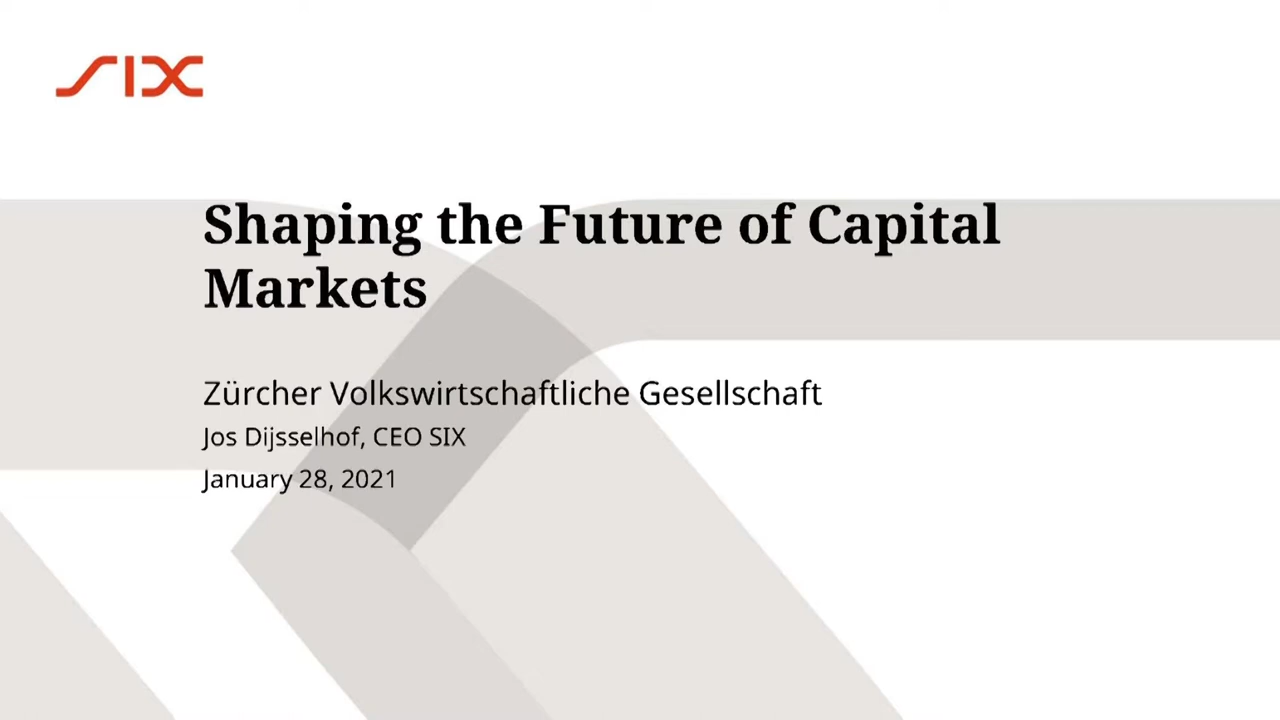 SIX
Shaping the Future of Capital
Markets
Zürcher Volkswirtschaftliche Gesellschaft
Jos Dijsselhof, CEO SIX
January 28, 2021